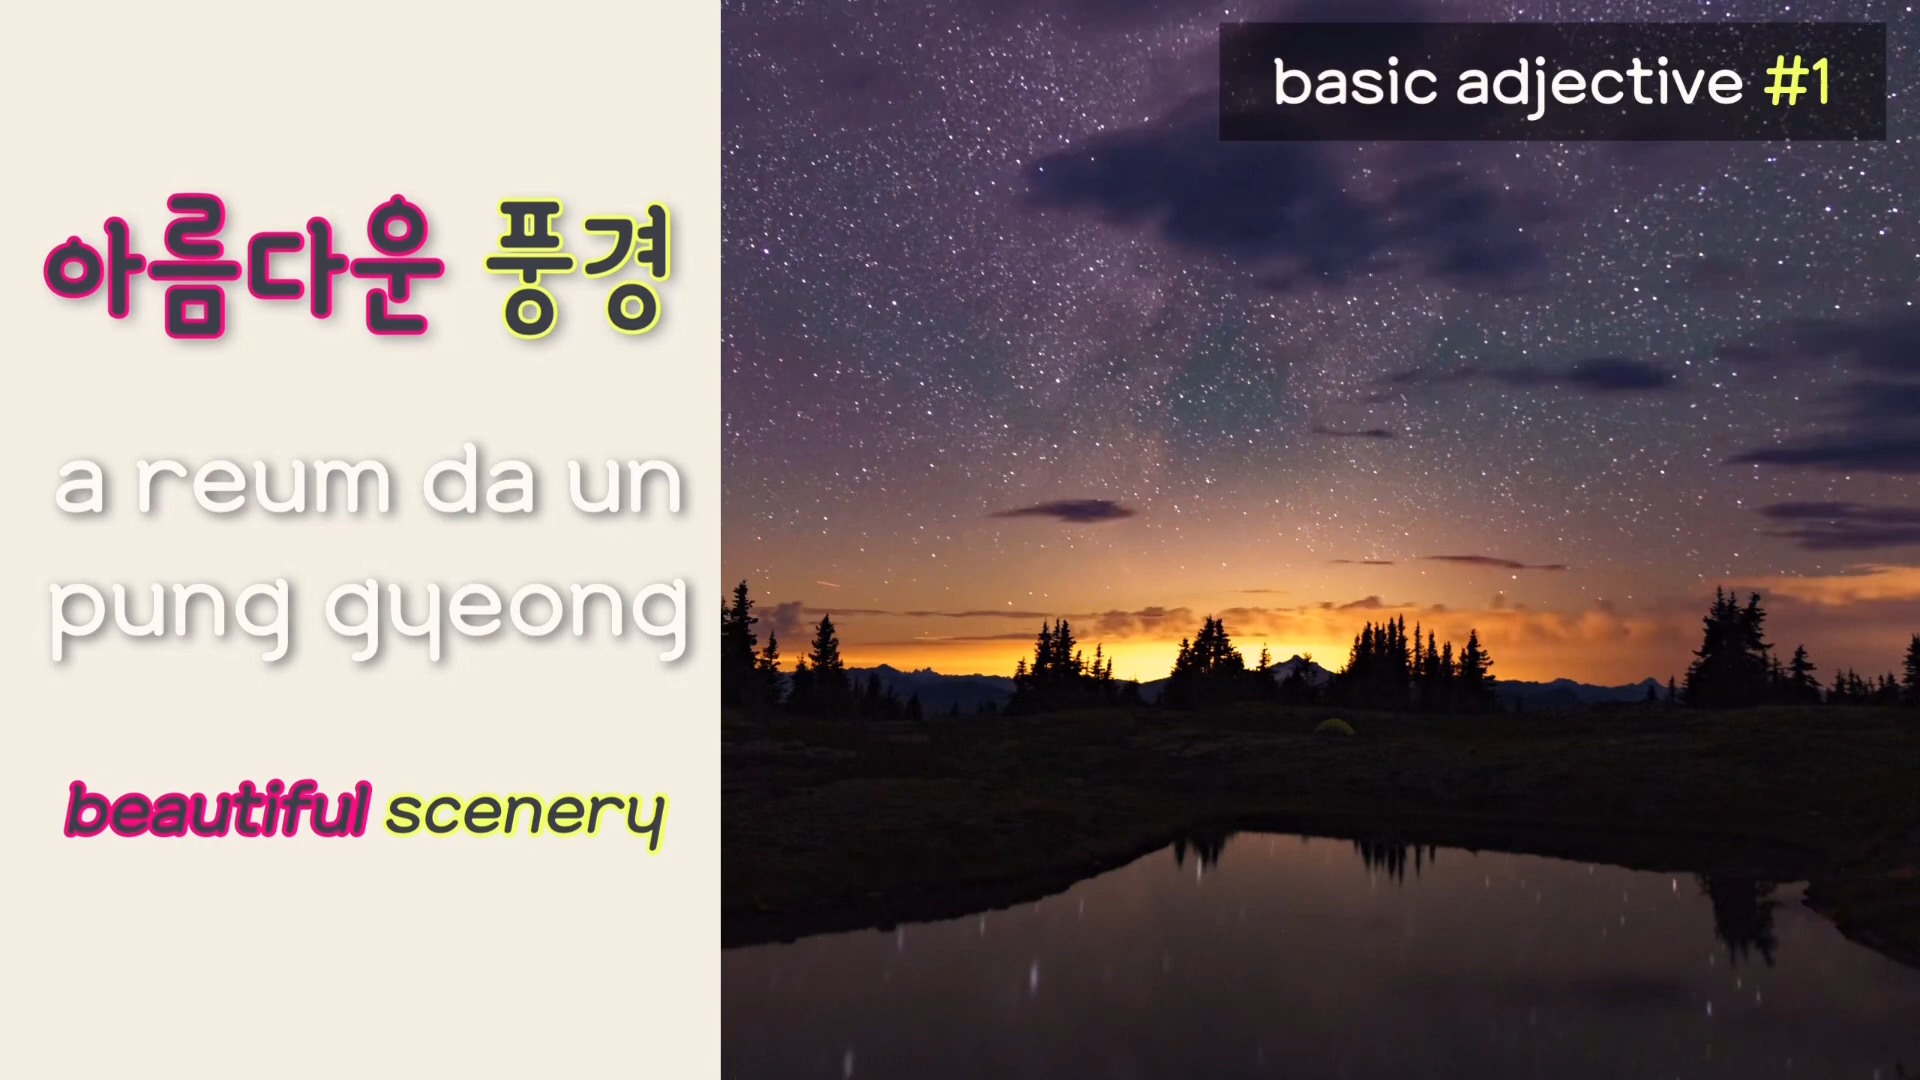 basic adjective #1
아름다운 풍경
a reum da un
pung gyeong
beautiful scenery